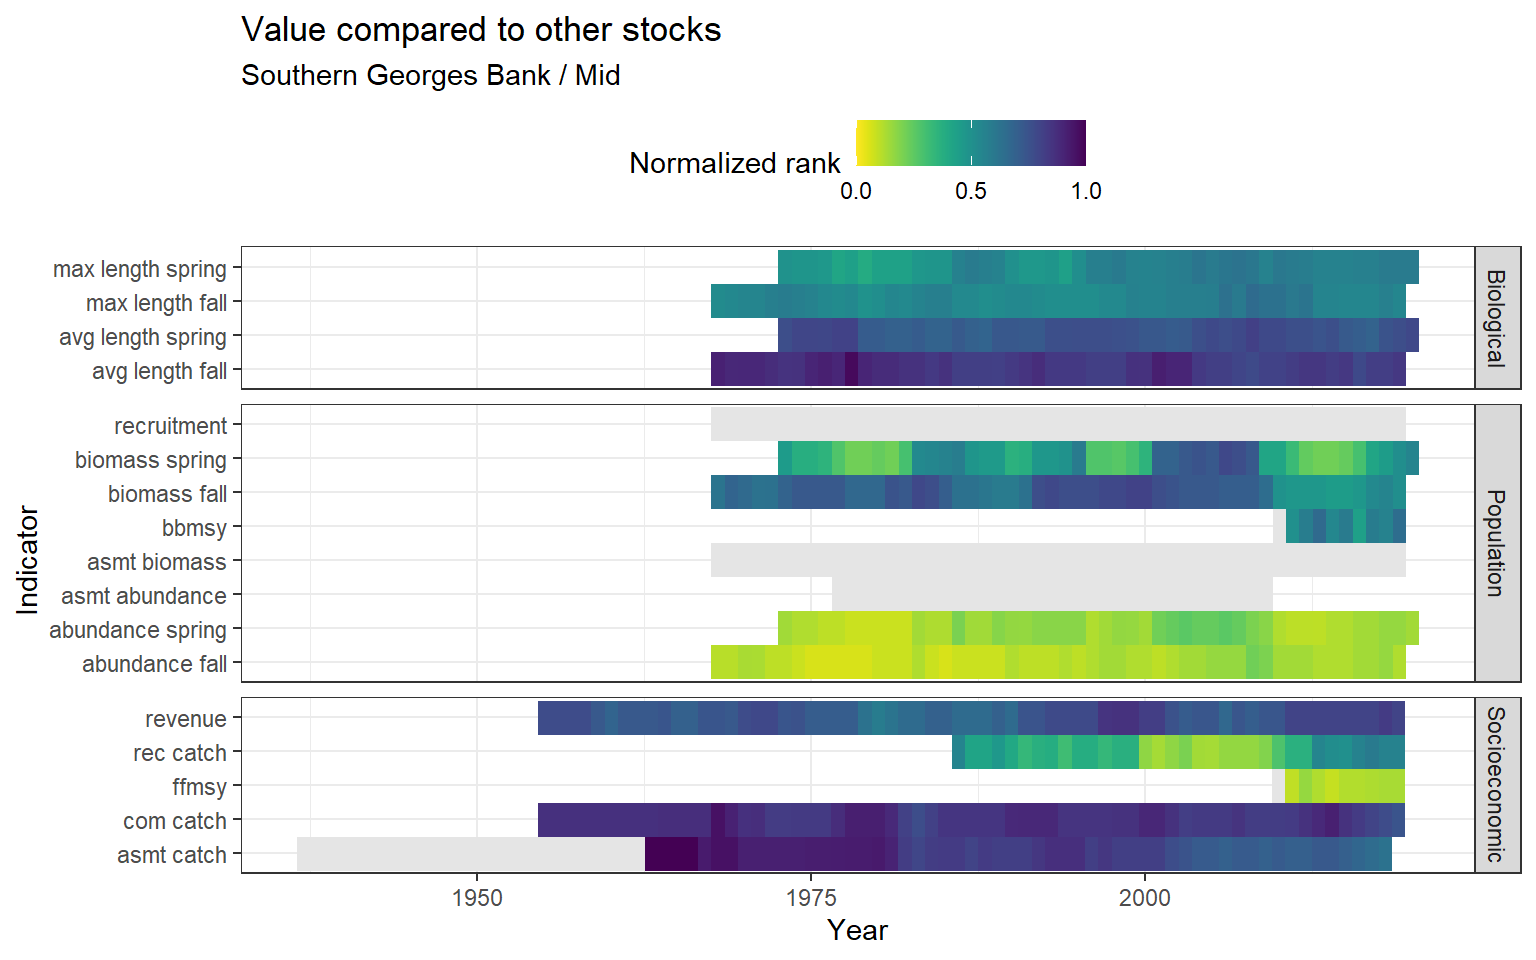 Value compared to other stocks
Southern Georges Bank / Mid
Normalized rank
0.0 0.5 1.0
max length spring
max length fall
avg length spring
avg length fall
Biological
recruitment
biomass spring
biomass fall
bbmsy
asmt biomass
asmt abundance
abundance spring
abundance fall
Population
revenue
rec catch
ffmsy
com catch
asmt catch
Socioeconomic
Indicator
1950 1975 2000
Year